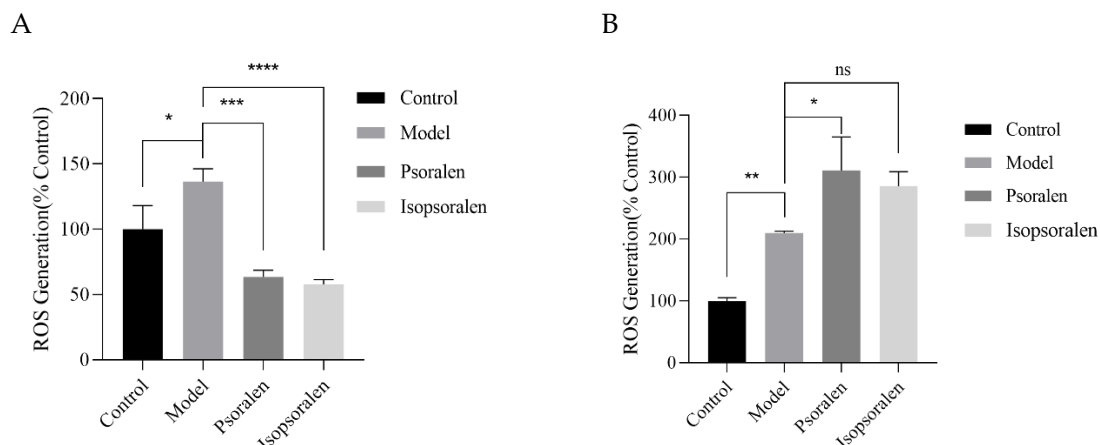 A
ROS Generation(% Control)
200
150
100
50
0
*
***
****
Control
Model
Psoralen
Isopsoralen
Control
Model
Psoralen
Isopsoralen
B
ROS Generation(% Control)
400
300
200
100
0
**
*
ns
Control
Model
Psoralen
Isopsoralen
Control
Model
Psoralen
Isopsoralen